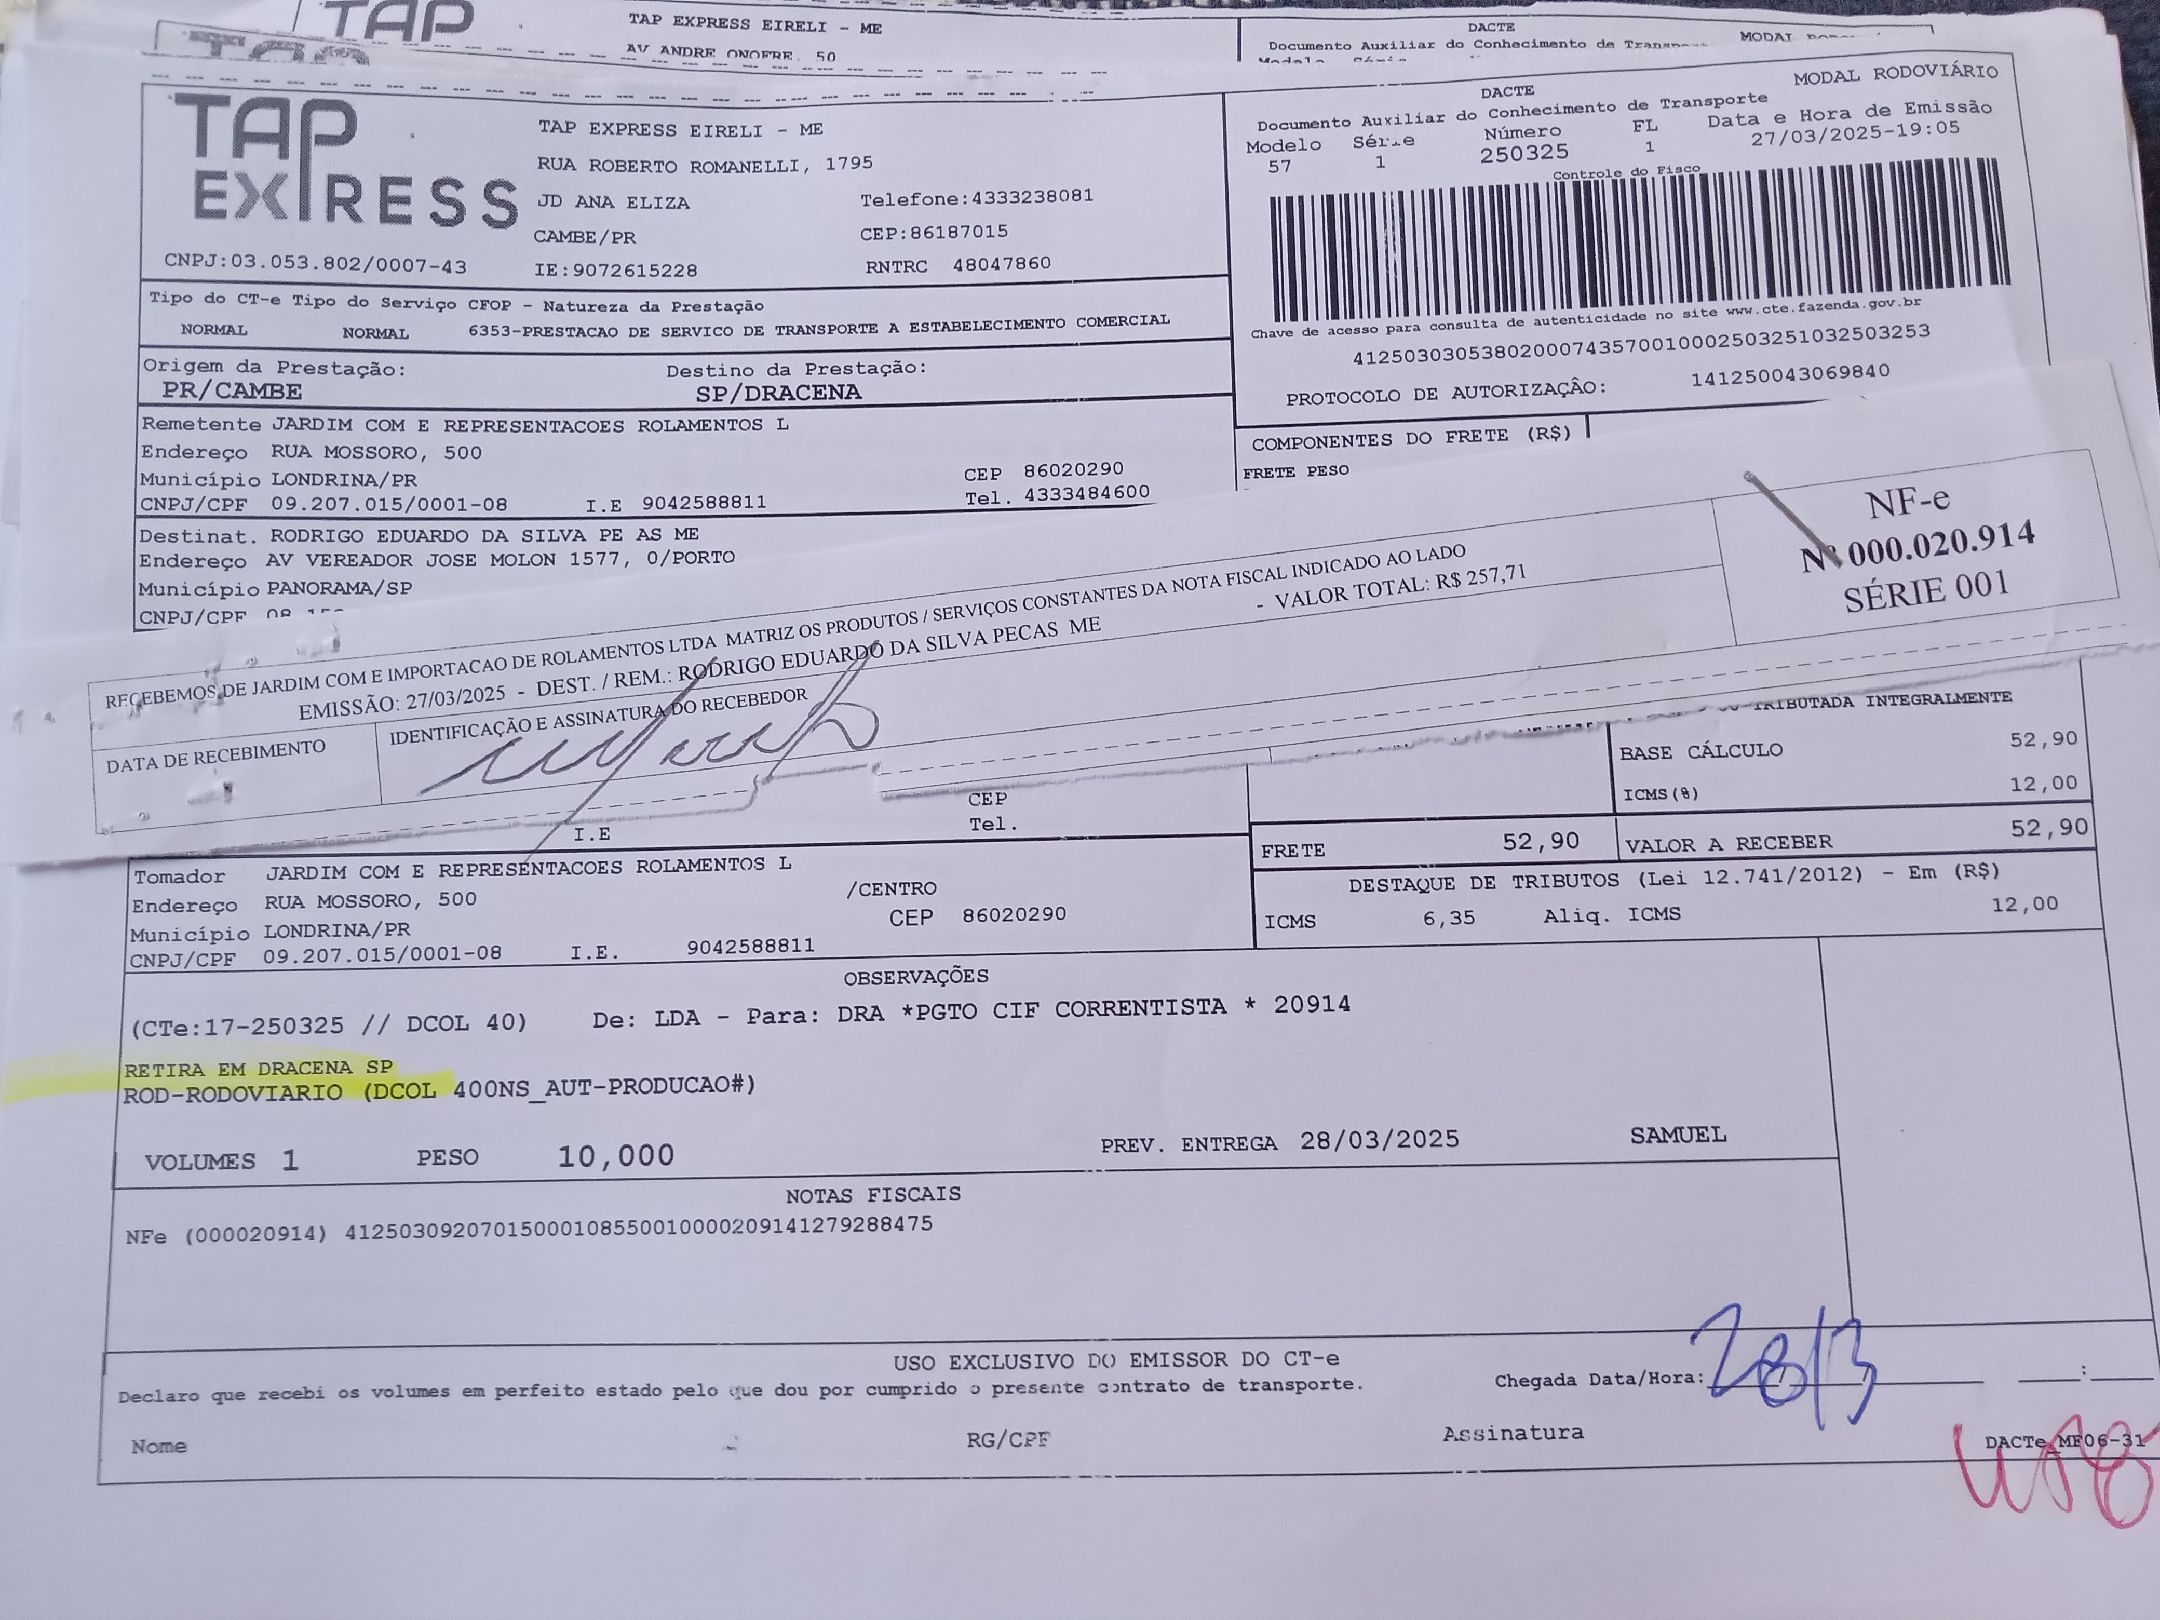 TAP
TAP EXPRESS EIRELI - ME
AV ANDRE ONOFRE, 50
DACTE
Documento Auxiliar do Conhecimento de
MODAL
TAP EXPRESS
TAP EXPRESS EIRELI - ME
RUA ROBERTO ROMANELLI, 1795
JD ANA ELIZA Telefone:4333238081
CAMBE/PR CEP:86187015
CNPJ:03.053.802/0007-43 IE:9072615228 RNTRC 48047860
DACTE MODAL RODOVIÁRIO
Documento Auxiliar do Conhecimento de Transporte
Modelo Série Número FL Data e Hora de Emissão
57 1 250325 1 27/03/2025-19:05
Controle do Fisco
Chave de acesso para consulta de autenticidade no site www.cte.fazenda.gov.br
41250303053802000743570010002503251032503253
PROTOCOLO DE AUTORIZAÇÂO: 141250043069840
Tipo do CT-e Tipo do Serviço CFOP - Natureza da Prestação
NORMAL NORMAL 6353-PRESTACAO DE SERVICO DE TRANSPORTE A ESTABELECIMENTO COMERCIAL
Origem da Prestação: Destino da Prestação:
PR/CAMBE SP/DRACENA
Remetente JARDIM COM E REPRESENTACOES ROLAMENTOS L
Endereço RUA MOSSORO, 500
Município LONDRINA/PR CEP 86020290
CNPJ/CPF 09.207.015/0001-08 I.E 9042588811 Tel. 4333484600
COMPONENTES DO FRETE (R$)
FRETE PESO
Destinat. RODRIGO EDUARDO DA SILVA PE AS ME
Endereço AV VEREADOR JOSE MOLON 1577, 0/PORTO
Município PANORAMA/SP
CNPJ/CPF
RECEBEMOS DE JARDIM COM E IMPORTACAO DE ROLAMENTOS LTDA MATRIZ OS PRODUTOS / SERVIÇOS CONSTANTES DA NOTA FISCAL INDICADO AO LADO
EMISSÃO: 27/03/2025 - DEST. / REM.: RODRIGO EDUARDO DA SILVA PECAS ME - VALOR TOTAL: R$ 257,71
DATA DE RECEBIMENTO IDENTIFICAÇÃO E ASSINATURA DO RECEBEDOR
NF-e
Nº 000.020.914
SÉRIE 001
TRIBUTADA INTEGRALMENTE
BASE CÁLCULO 52,90
ICMS(%) 12,00
CEP
I.E Tel.
FRETE 52,90 VALOR A RECEBER 52,90
Tomador JARDIM COM E REPRESENTACOES ROLAMENTOS L
Endereço RUA MOSSORO, 500 /CENTRO
Município LONDRINA/PR CEP 86020290
CNPJ/CPF 09.207.015/0001-08 I.E. 9042588811
DESTAQUE DE TRIBUTOS (Lei 12.741/2012) - Em (R$)
ICMS 6,35 Aliq. ICMS 12,00
OBSERVAÇÕES
(CTe:17-250325 // DCOL 40) De: LDA - Para: DRA *PGTO CIF CORRENTISTA * 20914
RETIRA EM DRACENA SP
ROD-RODOVIARIO (DCOL 400NS_AUT-PRODUCAO#)
VOLUMES 1 PESO 10,000 PREV. ENTREGA 28/03/2025 SAMUEL
NOTAS FISCAIS
NFe (000020914) 41250309207015000108550010000209141279288475
USO EXCLUSIVO DO EMISSOR DO CT-e
Declaro que recebi os volumes em perfeito estado pelo que dou por cumprido o presente contrato de transporte.
Chegada Data/Hora: 28/3 :
Nome RG/CPF Assinatura
DACTe_MF06-31